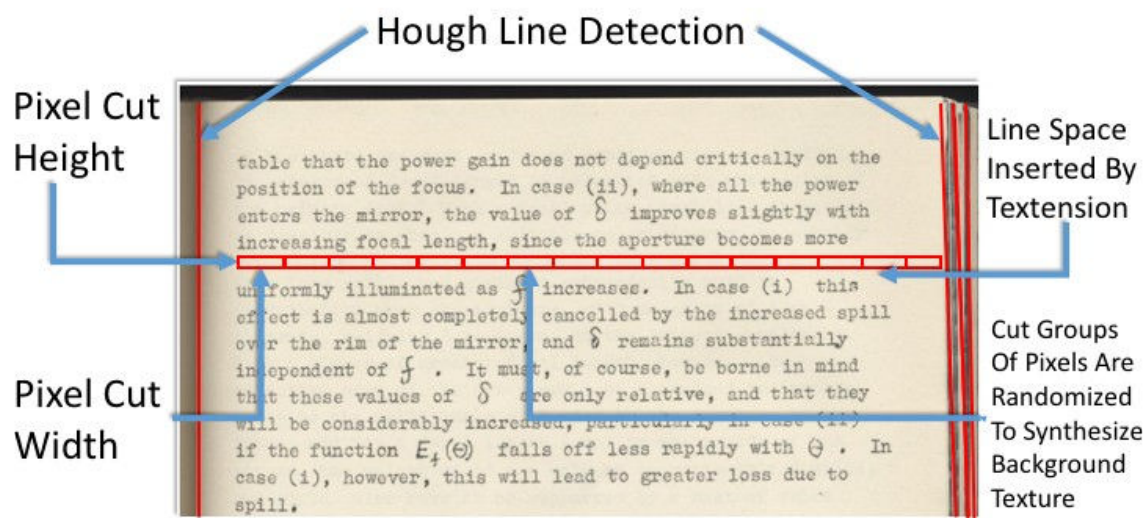 Hough Line Detection
Pixel Cut
Height
Line Space
Inserted By
Textension
table that the power gain does not depend critically on the
position of the focus. In case (ii), where all the power
enters the mirror, the value of δ improves slightly with
increasing focal length, since the aperture becomes more
uniformly illuminated as f increases. In case (i) this
effect is almost completely cancelled by the increased spill
over the rim of the mirror, and δ remains substantially
independent of f . It must, of course, be borne in mind
that these values of δ are only relative, and that they
will be considerably increased, particularly in case (ii)
if the function E_f(Θ) falls off less rapidly with Θ . In
case (i), however, this will lead to greater loss due to
spill.
Pixel Cut
Width
Cut Groups
Of Pixels Are
Randomized
To Synthesize
Background
Texture